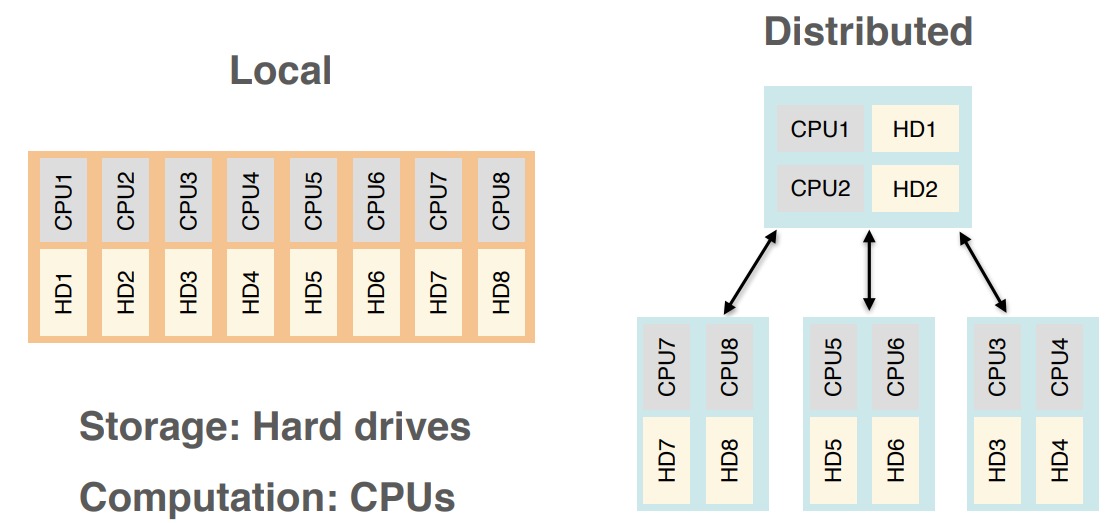 Local
CPU1 CPU2 CPU3 CPU4 CPU5 CPU6 CPU7 CPU8
HD1 HD2 HD3 HD4 HD5 HD6 HD7 HD8
Storage: Hard drives
Computation: CPUs
Distributed
CPU1 HD1
CPU2 HD2
CPU7 CPU8 CPU5 CPU6 CPU3 CPU4
HD7 HD8 HD5 HD6 HD3 HD4